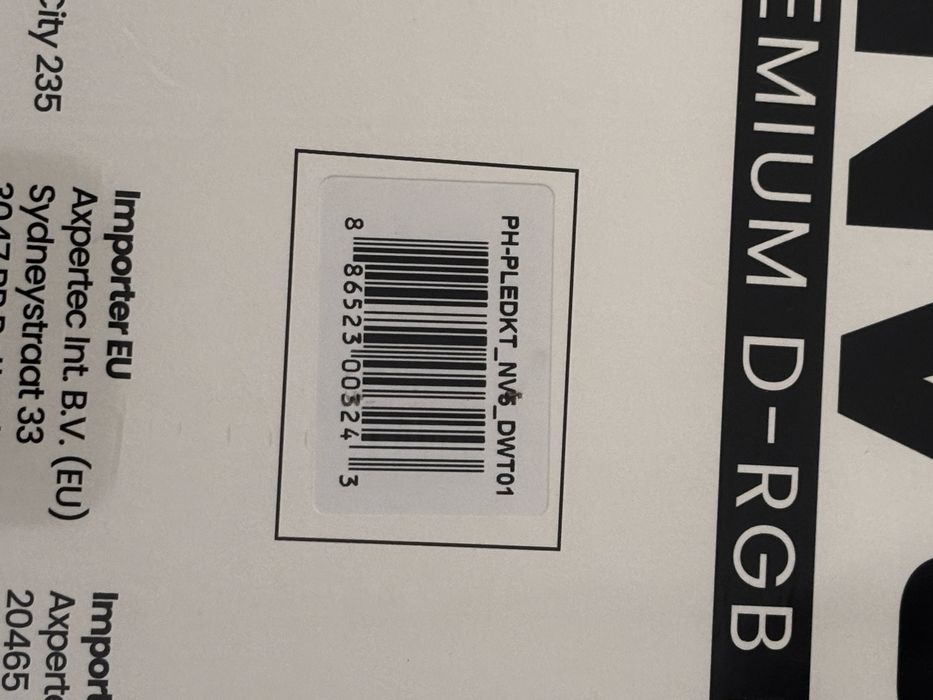 EMIUM D-RGB
PH-PLEDKT_NV5_DWT01
8 86523 00324 3
City 235
Importer EU
Axpertec Int. B.V. (EU)
Sydneystraat 33
Import
Axperte
20465